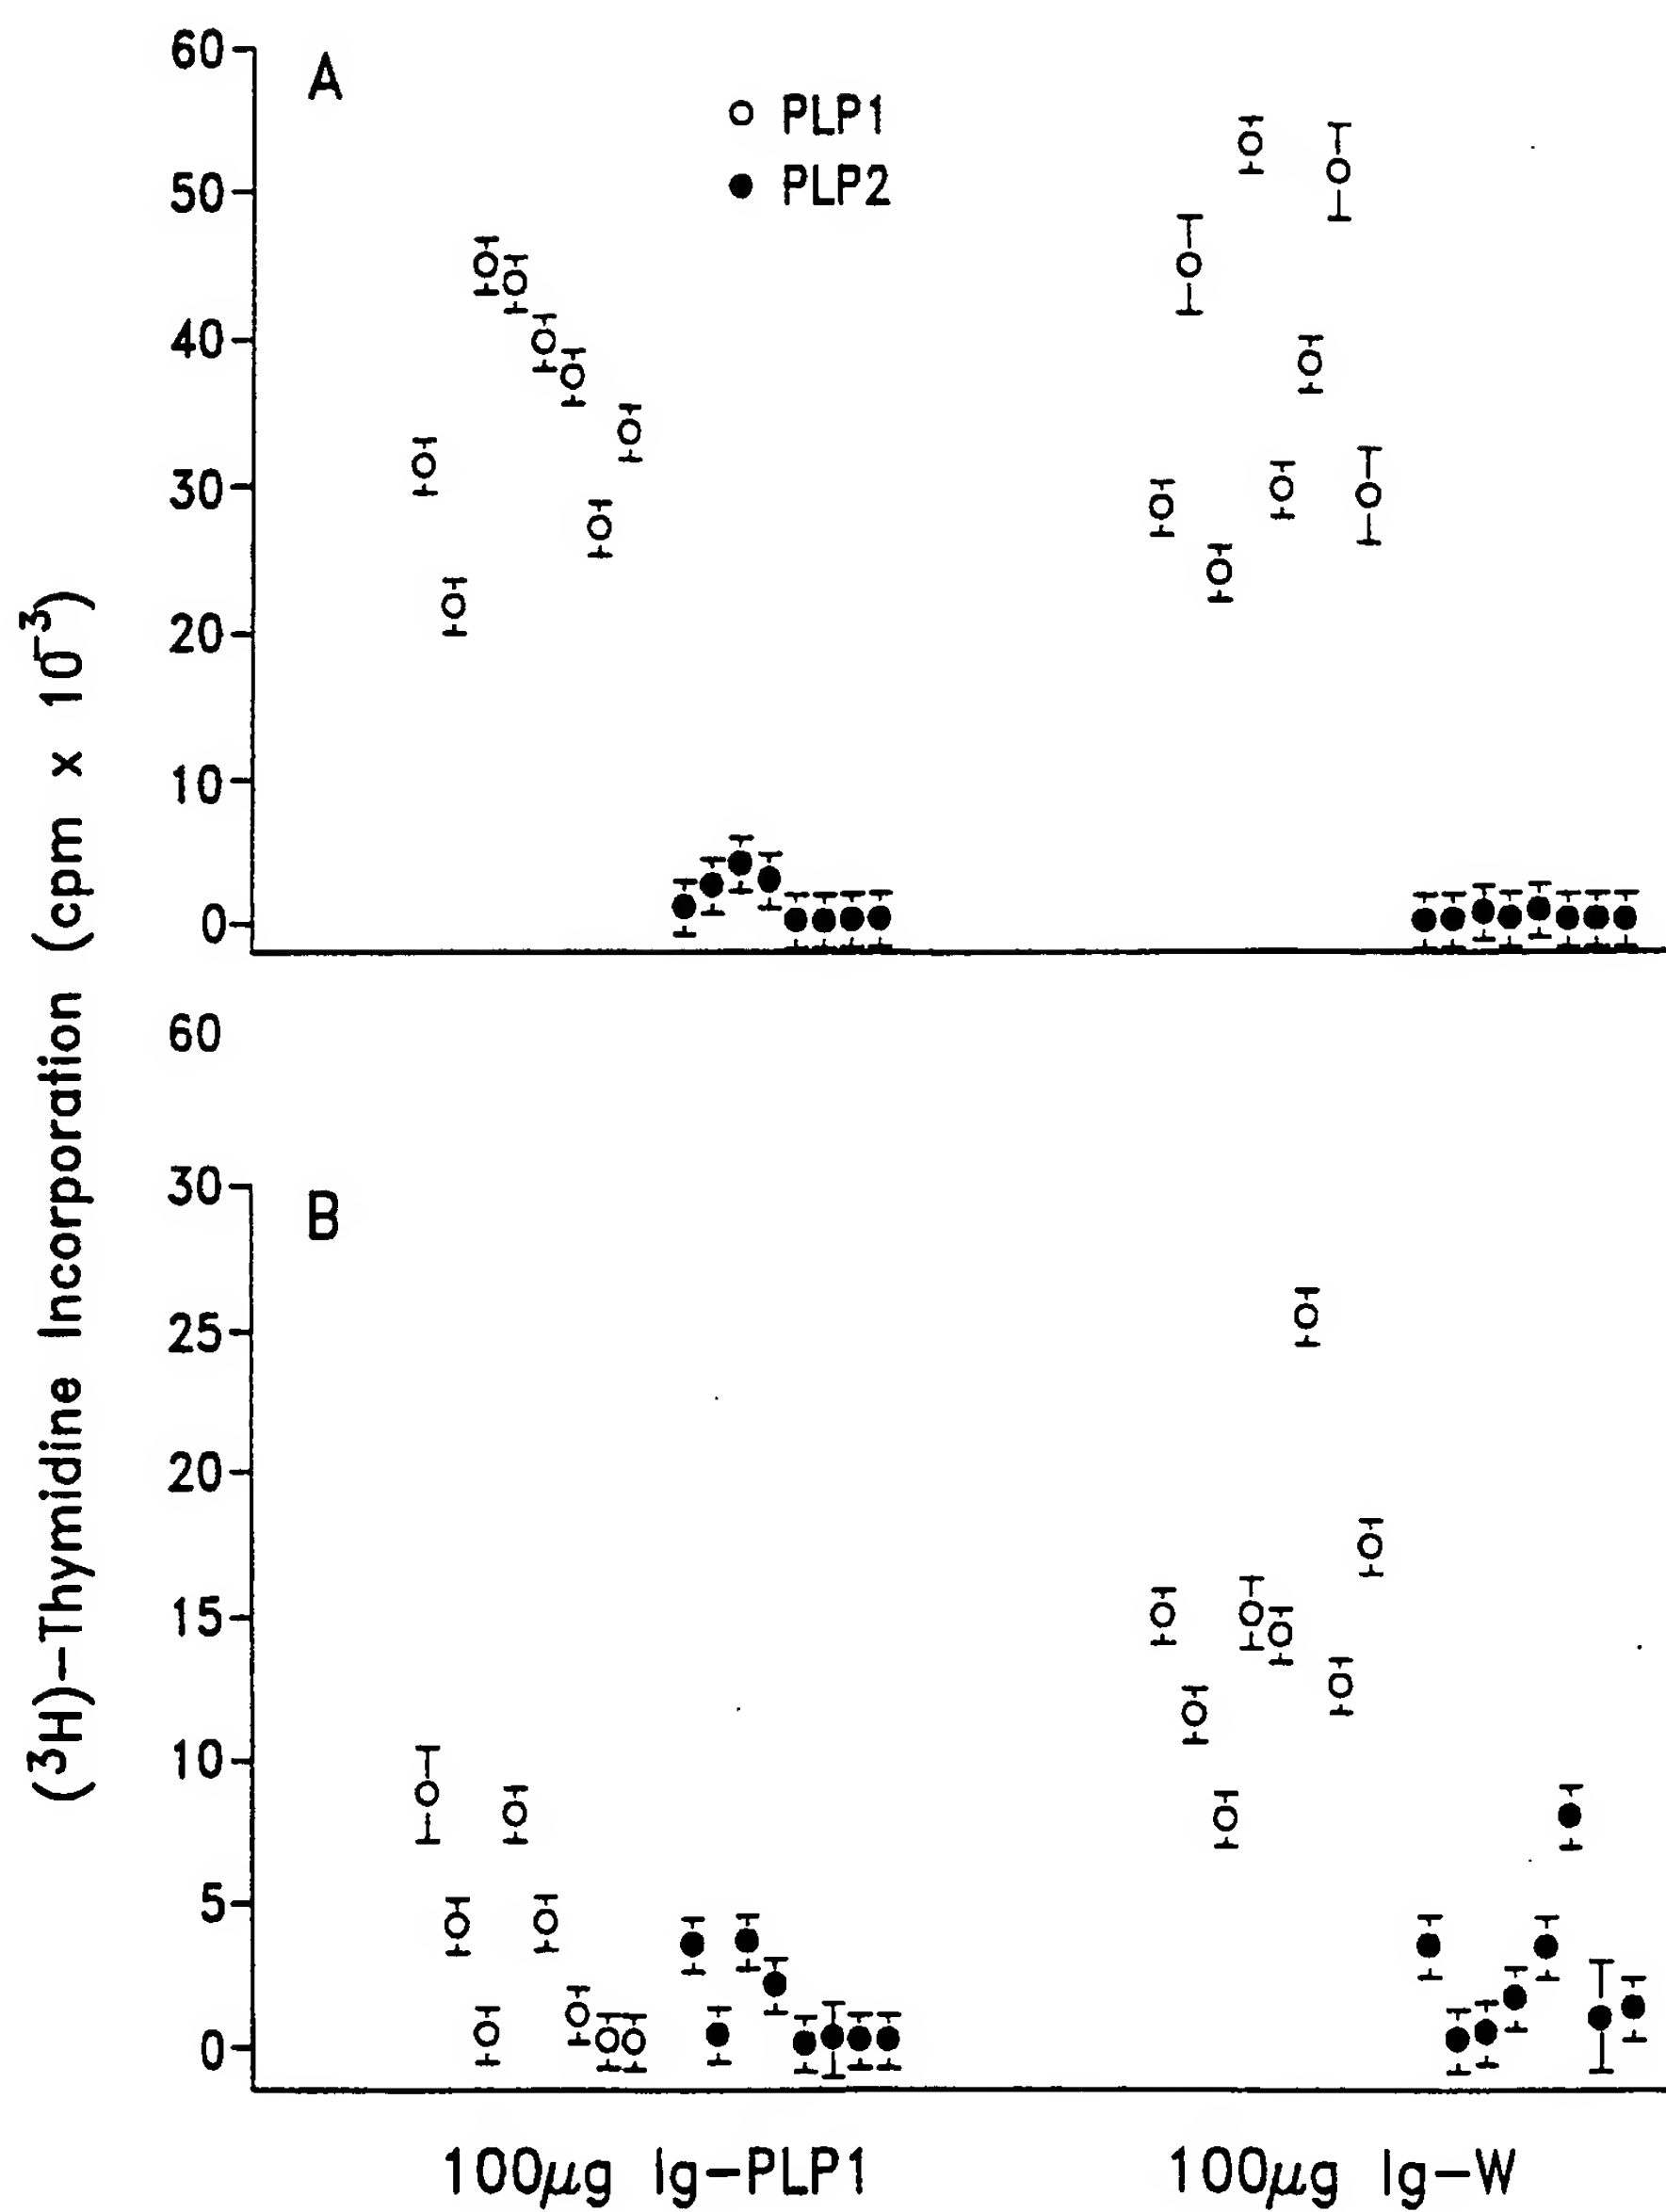 60
A
PLP1
PLP2
50
40
30
20
10
0
60
30
B
25
20
15
10
5
0
(³H)-Thymidine Incorporation (cpm x 10⁻³)
100μg Ig-PLP1
100μg Ig-W